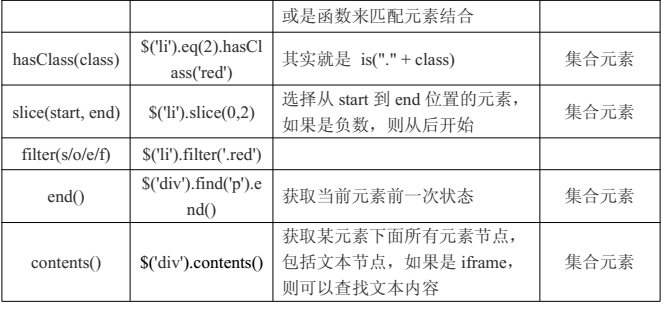 或是函数来匹配元素结合
hasClass(class)
$('li').eq(2).hasCl
ass('red')
其实就是 is("." + class)
集合元素
slice(start, end)
$('li').slice(0,2)
选择从 start 到 end 位置的元素，
如果是负数，则从后开始
集合元素
filter(s/o/e/f)
$('li').filter('.red')
end()
$('div').find('p').e
nd()
获取当前元素前一次状态
集合元素
contents()
$('div').contents()
获取某元素下面所有元素节点，
包括文本节点，如果是 iframe，
则可以查找文本内容
集合元素